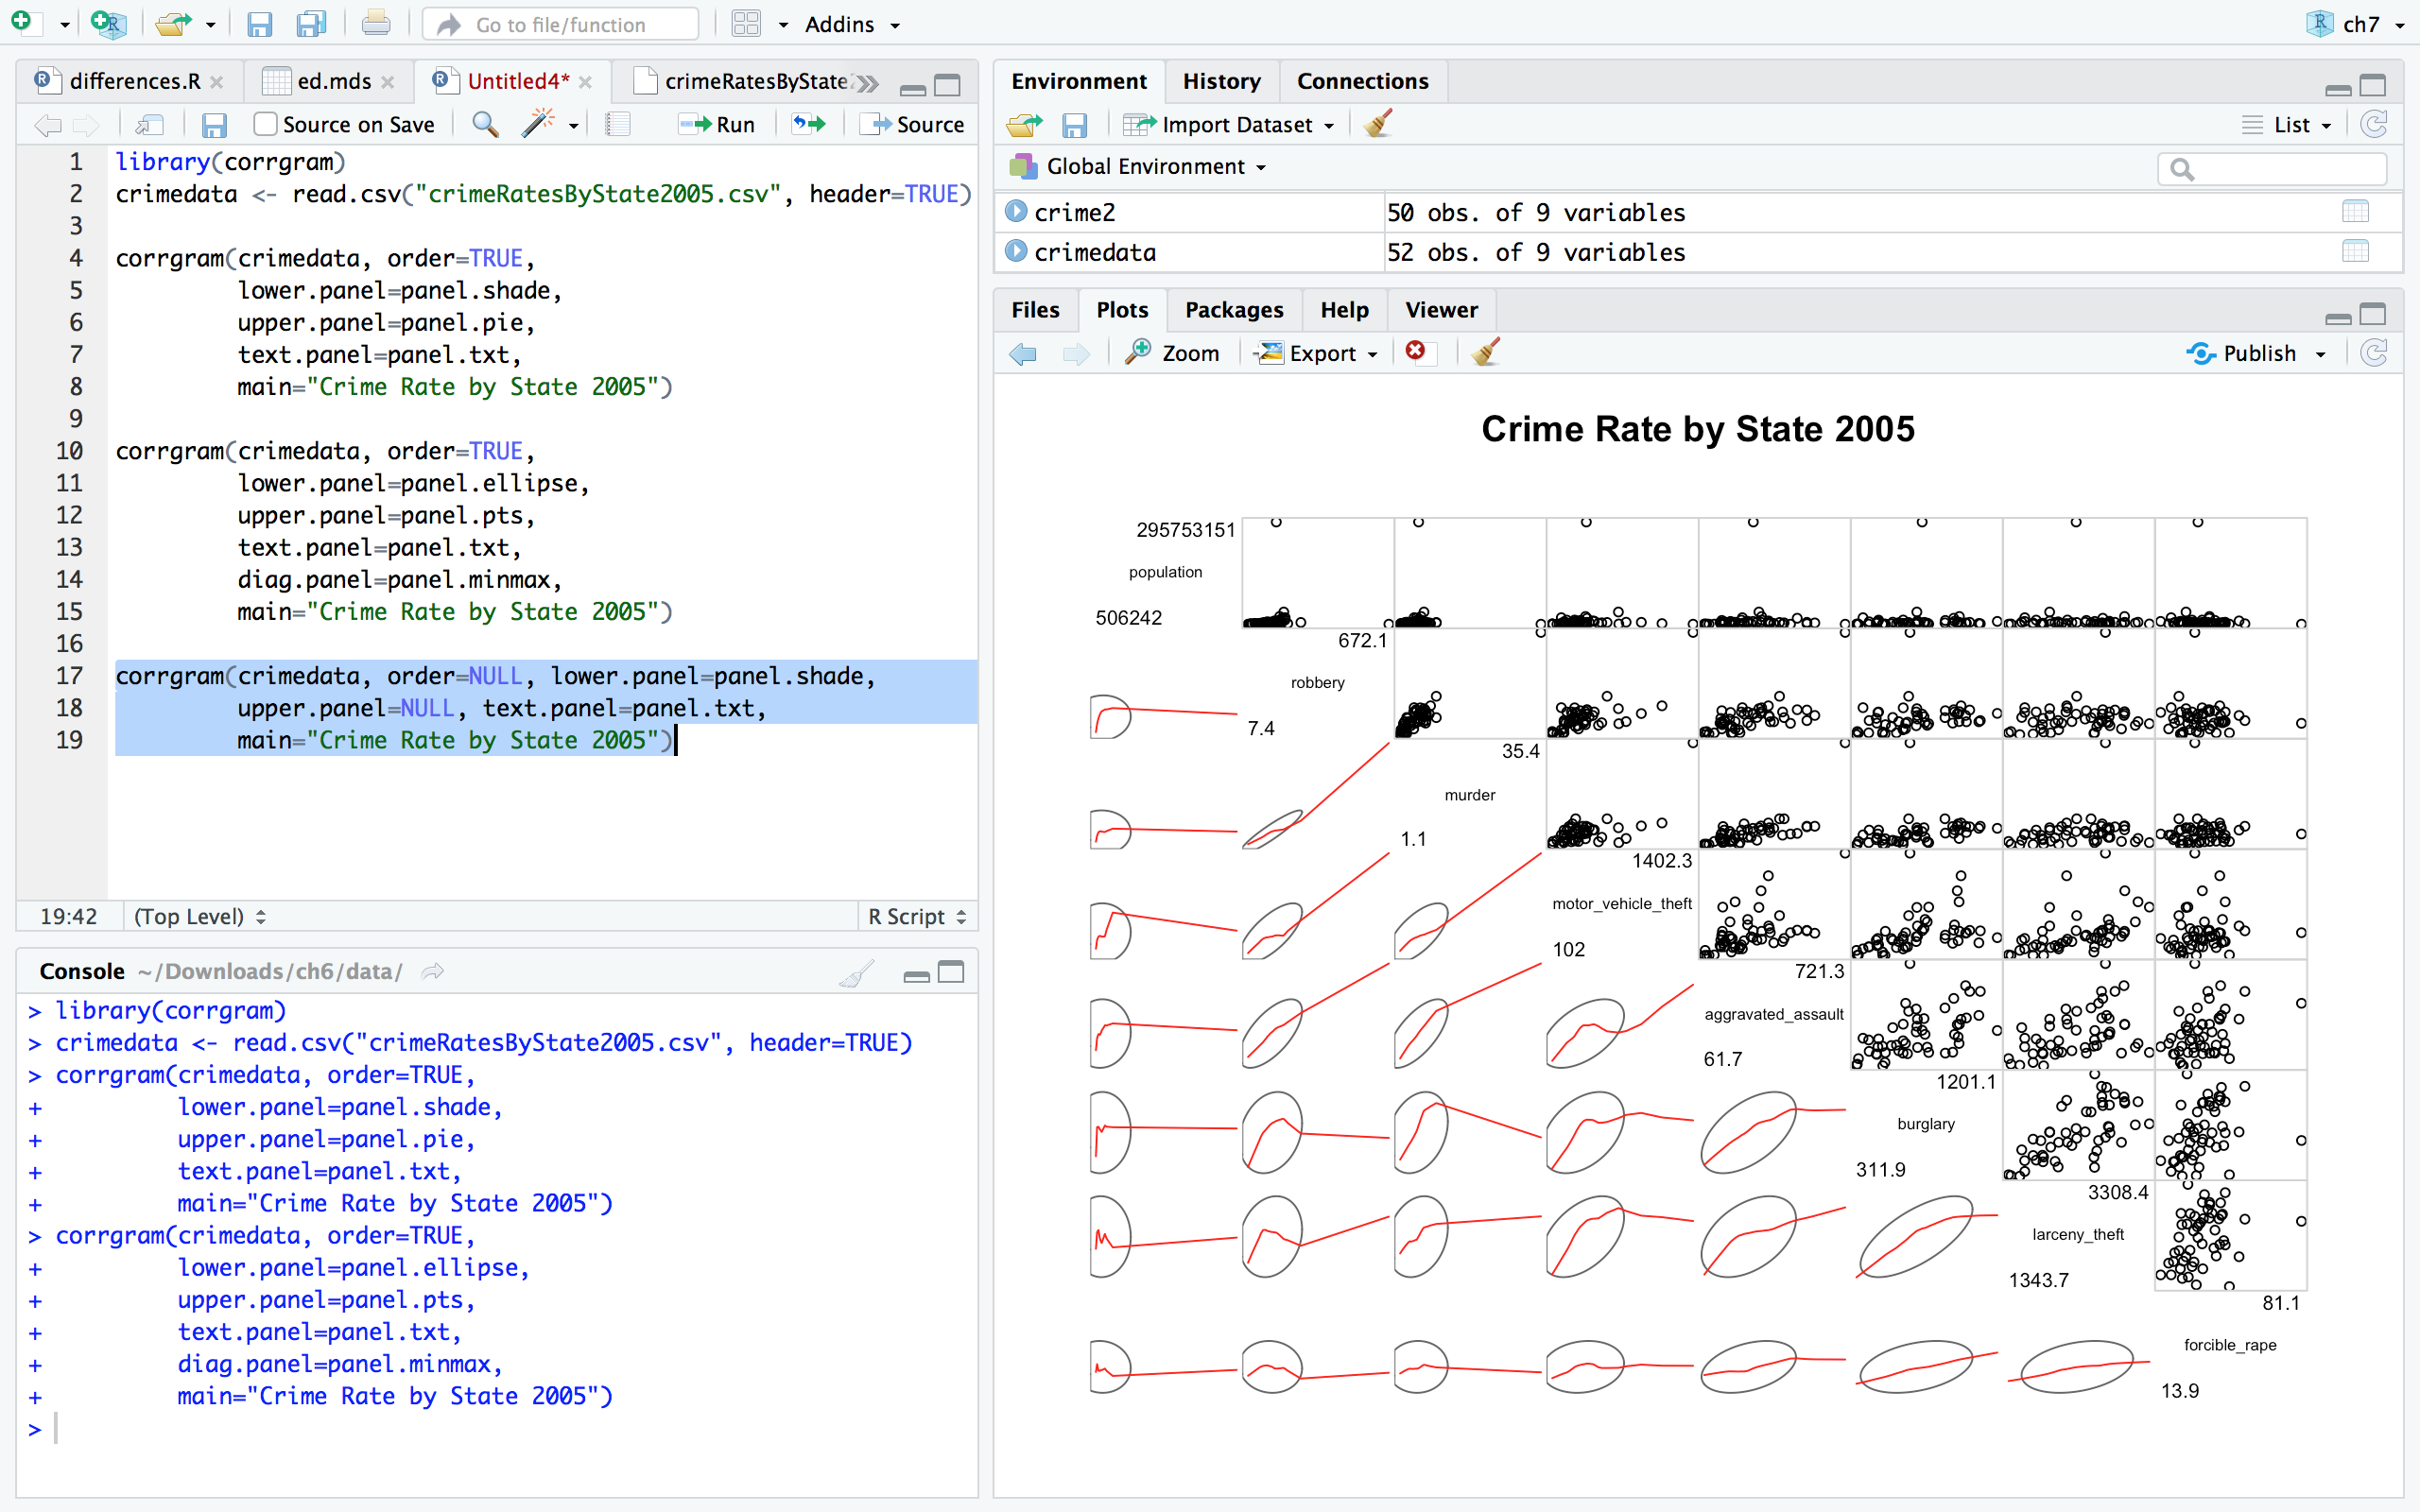 Go to file/function
Addins
ch7
differences.R
ed.mds
Untitled4*
crimeRatesByState
Source on Save
Run
Source
1 library(corrgram)
2 crimedata <- read.csv("crimeRatesByState2005.csv", header=TRUE)
3
4 corrgram(crimedata, order=TRUE,
5 lower.panel=panel.shade,
6 upper.panel=panel.pie,
7 text.panel=panel.txt,
8 main="Crime Rate by State 2005")
9
10 corrgram(crimedata, order=TRUE,
11 lower.panel=panel.ellipse,
12 upper.panel=panel.pts,
13 text.panel=panel.txt,
14 diag.panel=panel.minmax,
15 main="Crime Rate by State 2005")
16
17 corrgram(crimedata, order=NULL, lower.panel=panel.shade,
18 upper.panel=NULL, text.panel=panel.txt,
19 main="Crime Rate by State 2005")
19:42 (Top Level) R Script
Console ~/Downloads/ch6/data/
> library(corrgram)
> crimedata <- read.csv("crimeRatesByState2005.csv", header=TRUE)
> corrgram(crimedata, order=TRUE,
+ lower.panel=panel.shade,
+ upper.panel=panel.pie,
+ text.panel=panel.txt,
+ main="Crime Rate by State 2005")
> corrgram(crimedata, order=TRUE,
+ lower.panel=panel.ellipse,
+ upper.panel=panel.pts,
+ text.panel=panel.txt,
+ diag.panel=panel.minmax,
+ main="Crime Rate by State 2005")
>
Environment History Connections
Import Dataset
List
Global Environment
crime2 50 obs. of 9 variables
crimedata 52 obs. of 9 variables
Files Plots Packages Help Viewer
Zoom Export Publish
Crime Rate by State 2005
295753151
population
506242
672.1
robbery
7.4
35.4
murder
1.1
1402.3
motor_vehicle_theft
102
721.3
aggravated_assault
61.7
1201.1
burglary
311.9
3308.4
larceny_theft
1343.7
81.1
forcible_rape
13.9